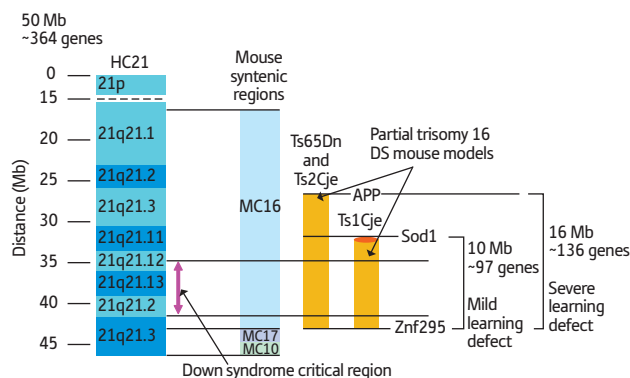 50 Mb
~364 genes
HC21
Mouse
syntenic
regions
Distance (Mb)
0
15
20
25
30
35
40
45
21p
21q21.1
21q21.2
21q21.3
21q21.11
21q21.12
21q21.13
21q21.2
21q21.3
MC16
MC17
MC10
Ts65Dn
and
Ts2Cje
Partial trisomy 16
DS mouse models
APP
Ts1Cje
Sod1
Znf295
10 Mb
~97 genes
Mild
learning
defect
16 Mb
~136 genes
Severe
learning
defect
Down syndrome critical region